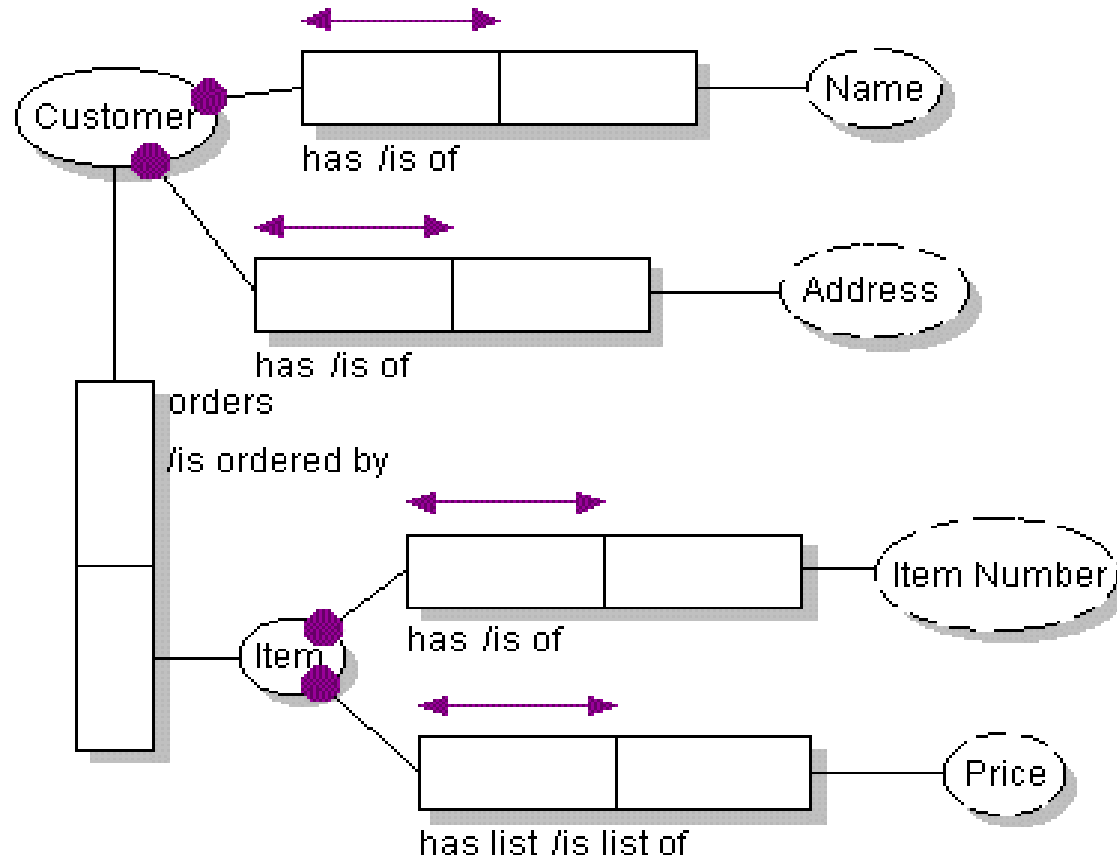 Customer
Name
has /is of
Address
has /is of
orders
/is ordered by
Item Number
has /is of
Item
Price
has list /is list of